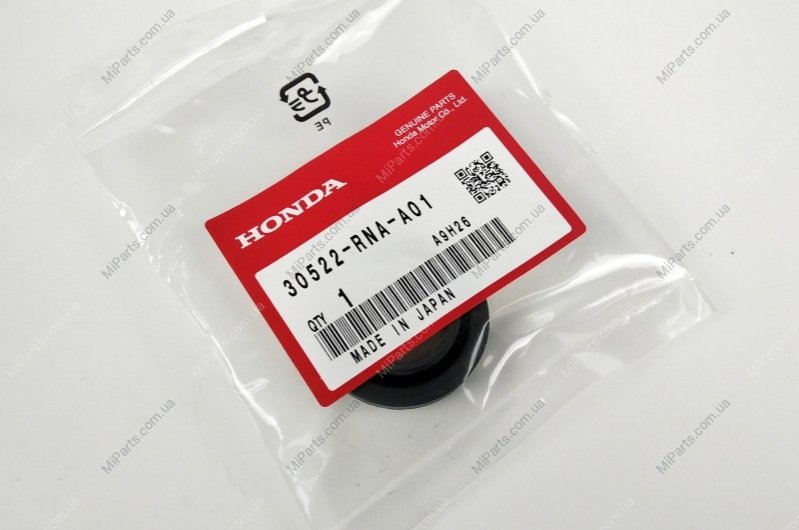 GENUINE PARTS
Honda Motor Co., Ltd.
HONDA
30522-RNA-A01
A9H26
QTY 1
MADE IN JAPAN
PE
MiParts.com.ua